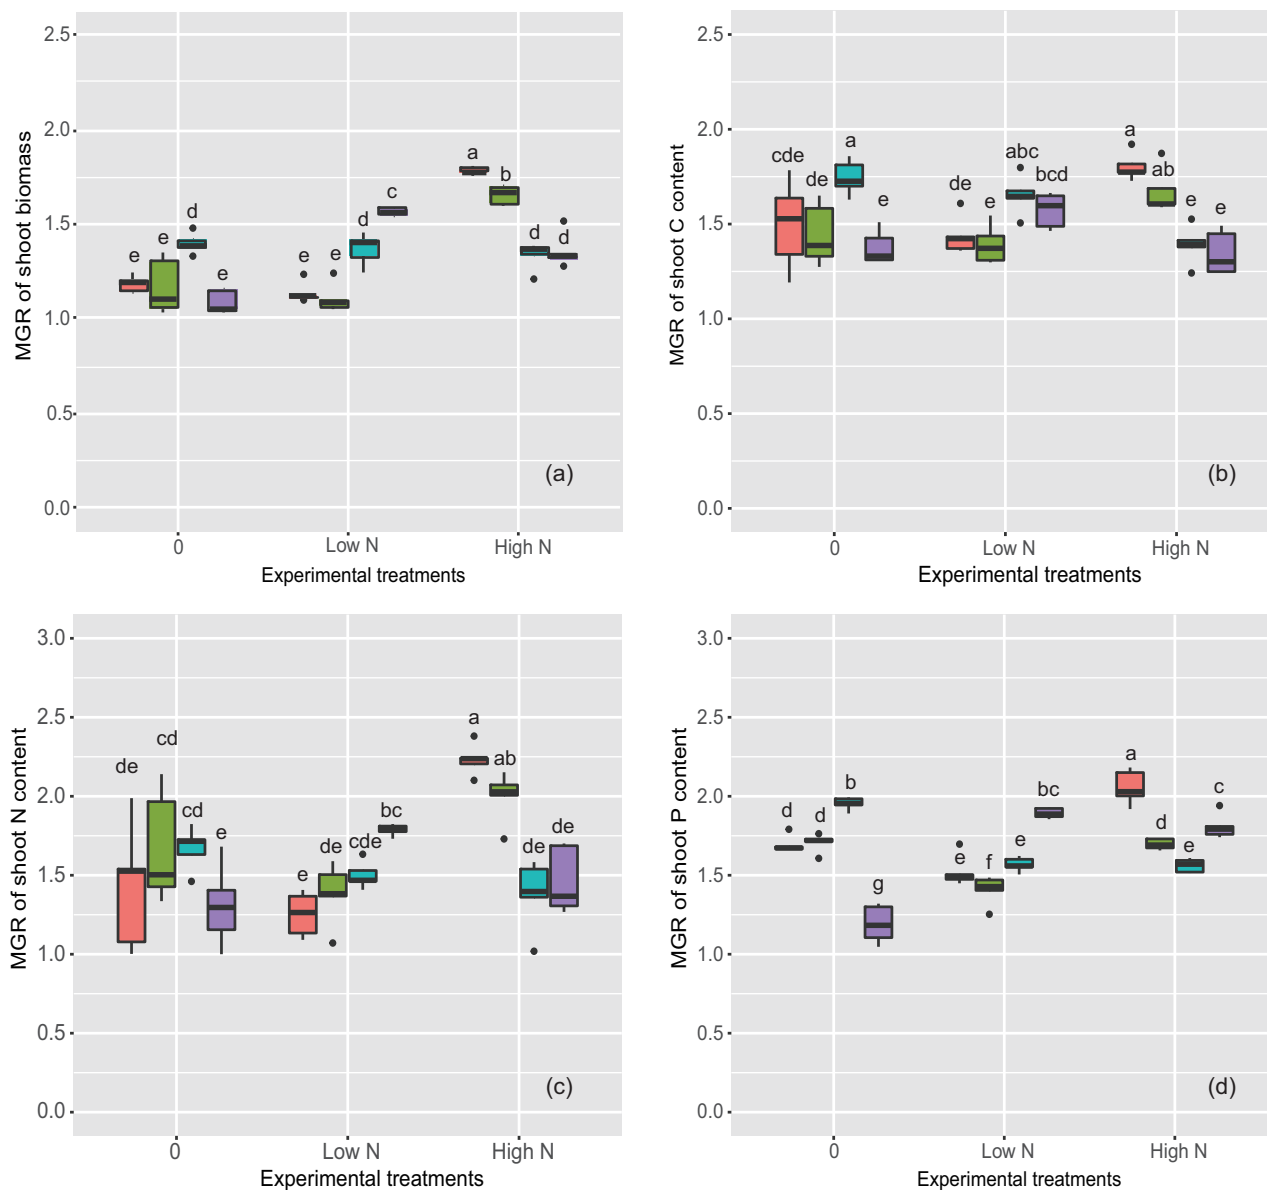 MGR of shoot biomass
2.5
2.0
1.5
1.0
0.5
0.0
e e d e
e e d c
a b d d
(a)
0 Low N High N
Experimental treatments
MGR of shoot C content
2.5
2.0
1.5
1.0
0.5
0.0
cde de a e
de e abc bcd
a ab e e
(b)
0 Low N High N
Experimental treatments
MGR of shoot N content
3.0
2.5
2.0
1.5
1.0
0.5
0.0
de cd cd e
e de cde bc
a ab de de
(c)
0 Low N High N
Experimental treatments
MGR of shoot P content
3.0
2.5
2.0
1.5
1.0
0.5
0.0
d d b g
e f e bc
a d e c
(d)
0 Low N High N
Experimental treatments